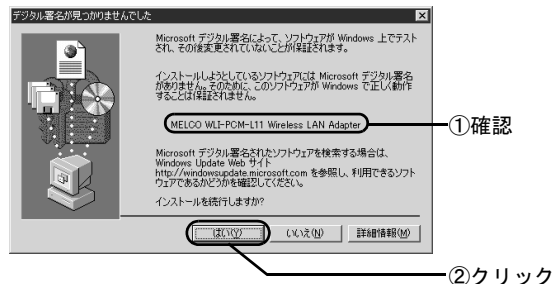 デジタル署名が見つかりませんでした
Microsoft デジタル署名によって、ソフトウェアが Windows 上でテスト
され、その後変更されていないことが保証されます。
インストールしようとしているソフトウェアには Microsoft デジタル署名
がありません。そのために、このソフトウェアが Windows で正しく動作
することは保証されません。
MELCO WLI-PCM-L11 Wireless LAN Adapter
①確認
Microsoft デジタル署名されたソフトウェアを検索する場合は、
Windows Update Web サイト
http://windowsupdate.microsoft.com を参照し、利用できるソフト
ウェアであるかどうかを確認してください。
インストールを続行しますか?
はい(Y) いいえ(N) 詳細情報(M)
②クリック